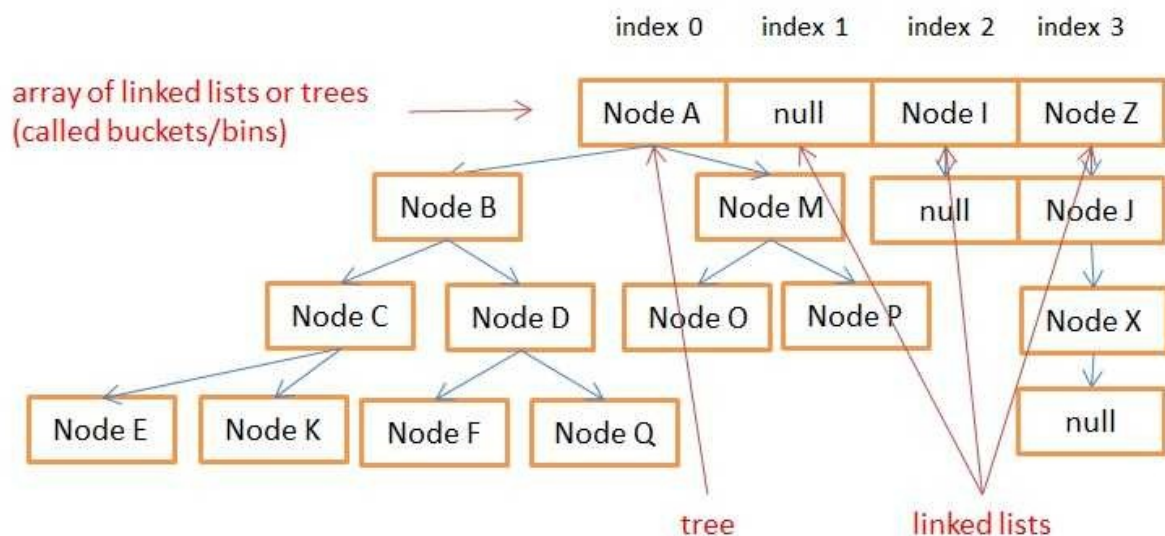 index 0
index 1
index 2
index 3
array of linked lists or trees
(called buckets/bins)
Node A
null
Node I
Node Z
Node B
Node M
null
Node J
Node C
Node D
Node O
Node P
Node X
Node E
Node K
Node F
Node Q
null
tree
linked lists